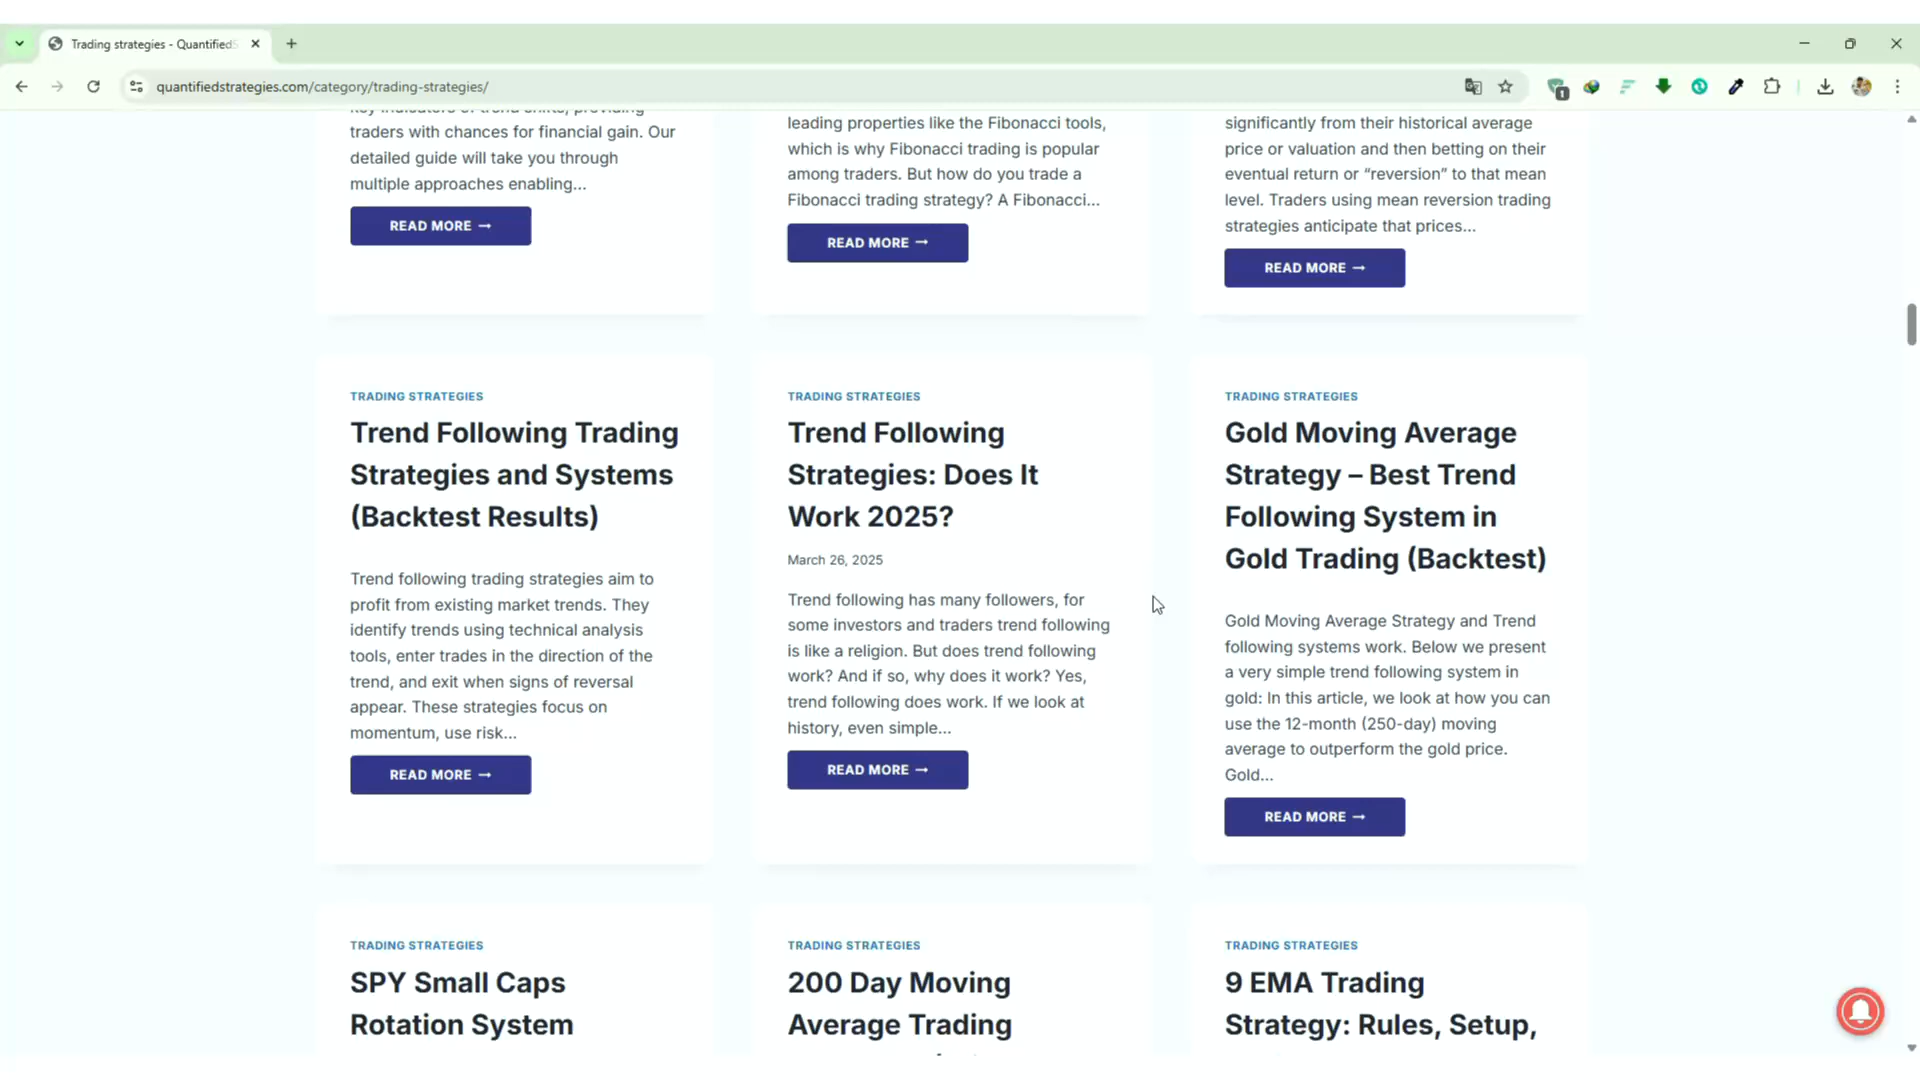 Trading strategies - QuantifiedS
quantifiedstrategies.com/category/trading-strategies/
1
key indicators of trend shifts, providing
traders with chances for financial gain. Our
detailed guide will take you through
multiple approaches enabling...
READ MORE →
leading properties like the Fibonacci tools,
which is why Fibonacci trading is popular
among traders. But how do you trade a
Fibonacci trading strategy? A Fibonacci...
READ MORE →
significantly from their historical average
price or valuation and then betting on their
eventual return or “reversion” to that mean
level. Traders using mean reversion trading
strategies anticipate that prices...
READ MORE →
TRADING STRATEGIES
Trend Following Trading
Strategies and Systems
(Backtest Results)
Trend following trading strategies aim to
profit from existing market trends. They
identify trends using technical analysis
tools, enter trades in the direction of the
trend, and exit when signs of reversal
appear. These strategies focus on
momentum, use risk...
READ MORE →
TRADING STRATEGIES
Trend Following
Strategies: Does It
Work 2025?
March 26, 2025
Trend following has many followers, for
some investors and traders trend following
is like a religion. But does trend following
work? And if so, why does it work? Yes,
trend following does work. If we look at
history, even simple...
READ MORE →
TRADING STRATEGIES
Gold Moving Average
Strategy – Best Trend
Following System in
Gold Trading (Backtest)
Gold Moving Average Strategy and Trend
following systems work. Below we present
a very simple trend following system in
gold: In this article, we look at how you can
use the 12-month (250-day) moving
average to outperform the gold price.
Gold...
READ MORE →
TRADING STRATEGIES
SPY Small Caps
Rotation System
TRADING STRATEGIES
200 Day Moving
Average Trading
TRADING STRATEGIES
9 EMA Trading
Strategy: Rules, Setup,